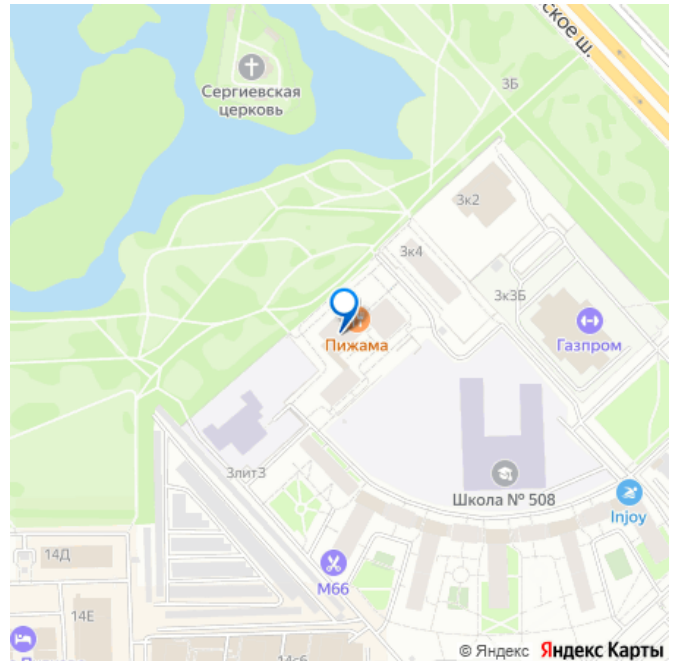 ское ш.
Сергиевская
церковь
3Б
3к2
3к4
3к3Б
Пижама
Газпром
3лит3
Школа № 508
Injoy
14Д
М66
14Е
14с6
© Яндекс Яндекс Карты